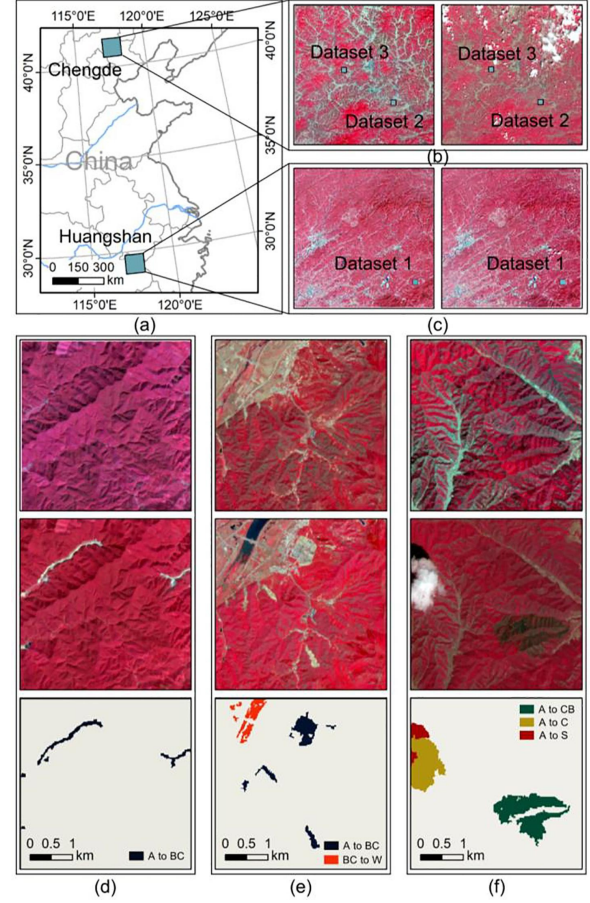 115°0'E 120°0'E 125°0'E
40°0'N
40°0'N
Chengde
35°0'N
35°0'N
China
Huangshan
30°0'N
30°0'N
0 150 300
km
115°0'E 120°0'E
(a)
Dataset 3
Dataset 2
Dataset 3
Dataset 2
(b)
Dataset 1
Dataset 1
(c)
0 0.5 1
km
A to BC
(d)
0 0.5 1
km
A to BC
BC to W
(e)
A to CB
A to C
A to S
0 0.5 1
km
(f)